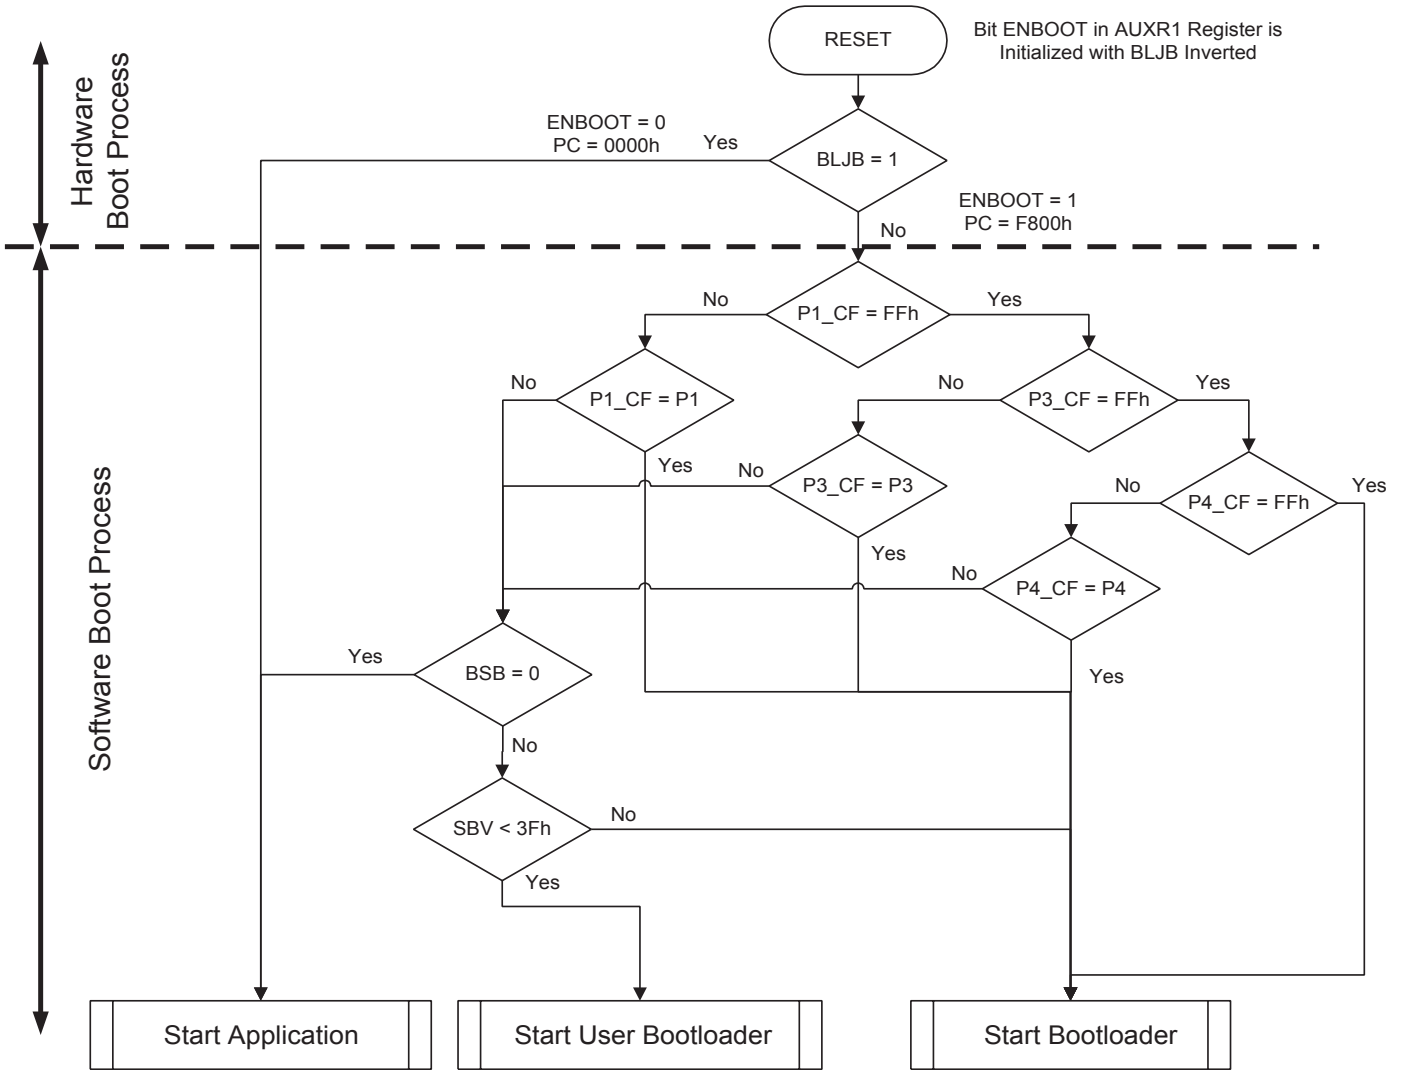 RESET
Bit ENBOOT in AUXR1 Register is
Initialized with BLJB Inverted
Hardware
Boot Process
ENBOOT = 0
PC = 0000h
Yes
BLJB = 1
ENBOOT = 1
PC = F800h
No
P1_CF = FFh
No
Yes
P1_CF = P1
No
Yes
P3_CF = FFh
No
Yes
P3_CF = P3
No
Yes
P4_CF = FFh
No
Yes
P4_CF = P4
No
Yes
Software Boot Process
BSB = 0
Yes
No
SBV < 3Fh
No
Yes
Start Application
Start User Bootloader
Start Bootloader